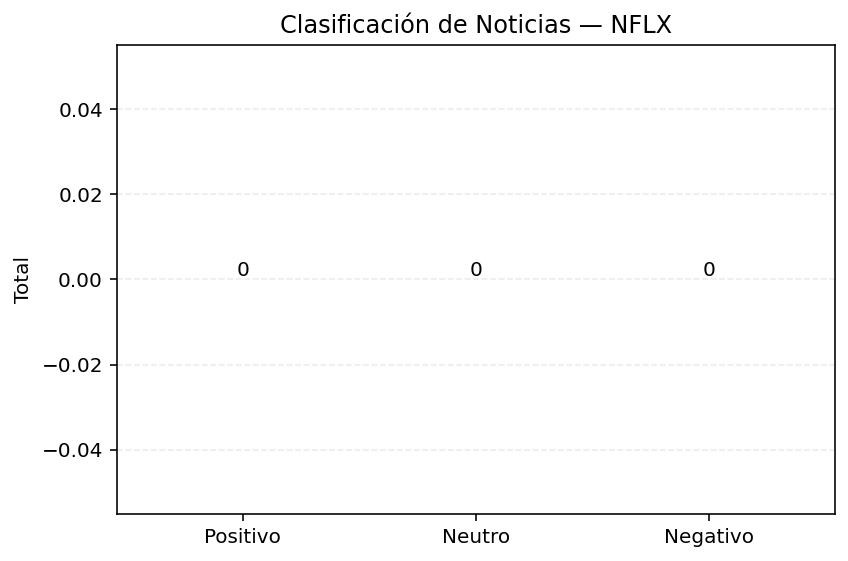 Clasificación de Noticias — NFLX
Total
0.04
0.02
0.00
−0.02
−0.04
0 0 0
Positivo Neutro Negativo